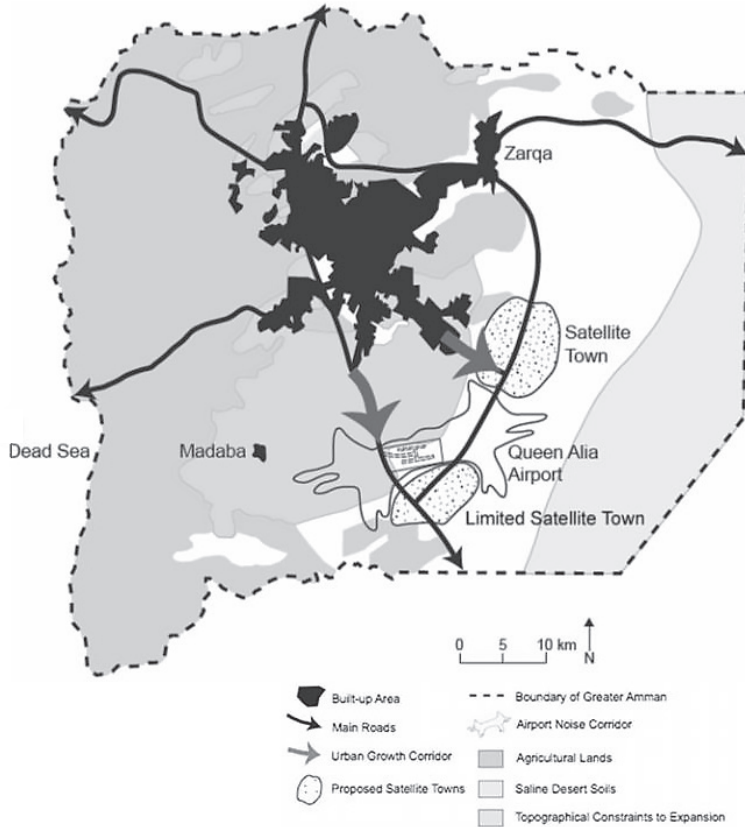 Zarqa
Satellite
Town
Dead Sea
Madaba
Queen Alia
Airport
Limited Satellite Town
0 5 10 km
N
Built-up Area
Main Roads
Urban Growth Corridor
Proposed Satellite Towns
Boundary of Greater Amman
Airport Noise Corridor
Agricultural Lands
Saline Desert Soils
Topographical Constraints to Expansion